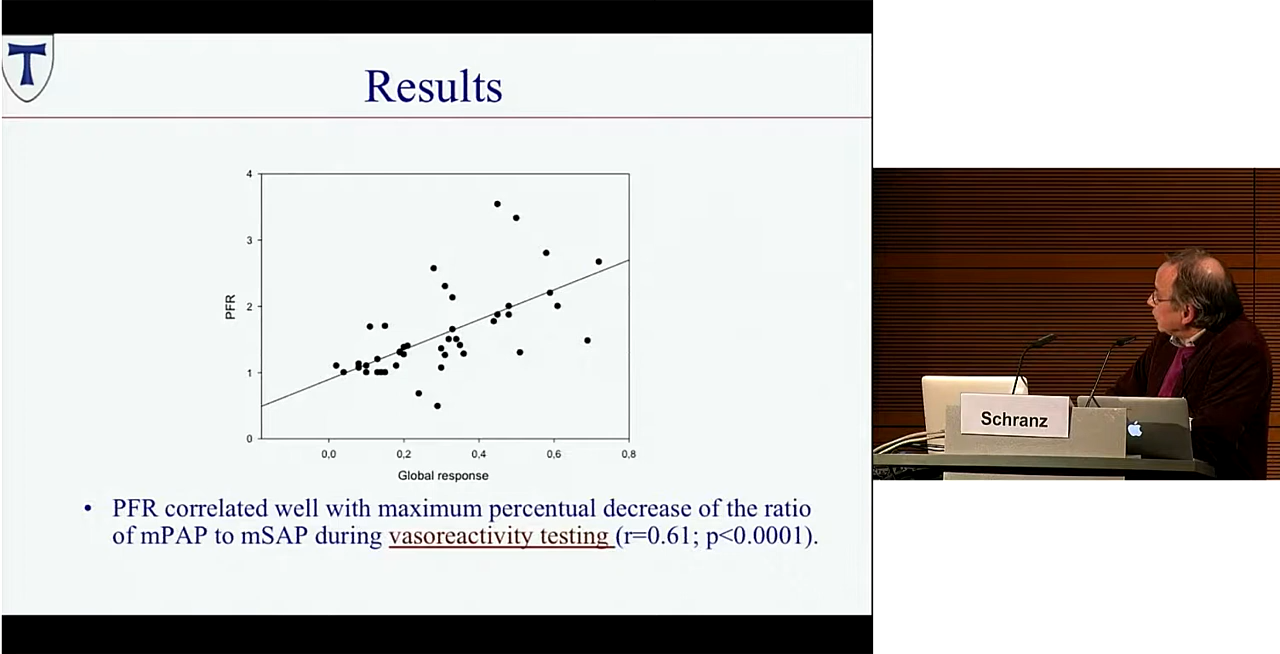 T
Results
4
3
2
1
0
PFR
0,0 0,2 0,4 0,6 0,8
Global response
• PFR correlated well with maximum percentual decrease of the ratio
of mPAP to mSAP during vasoreactivity testing (r=0.61; p<0.0001).
Schranz